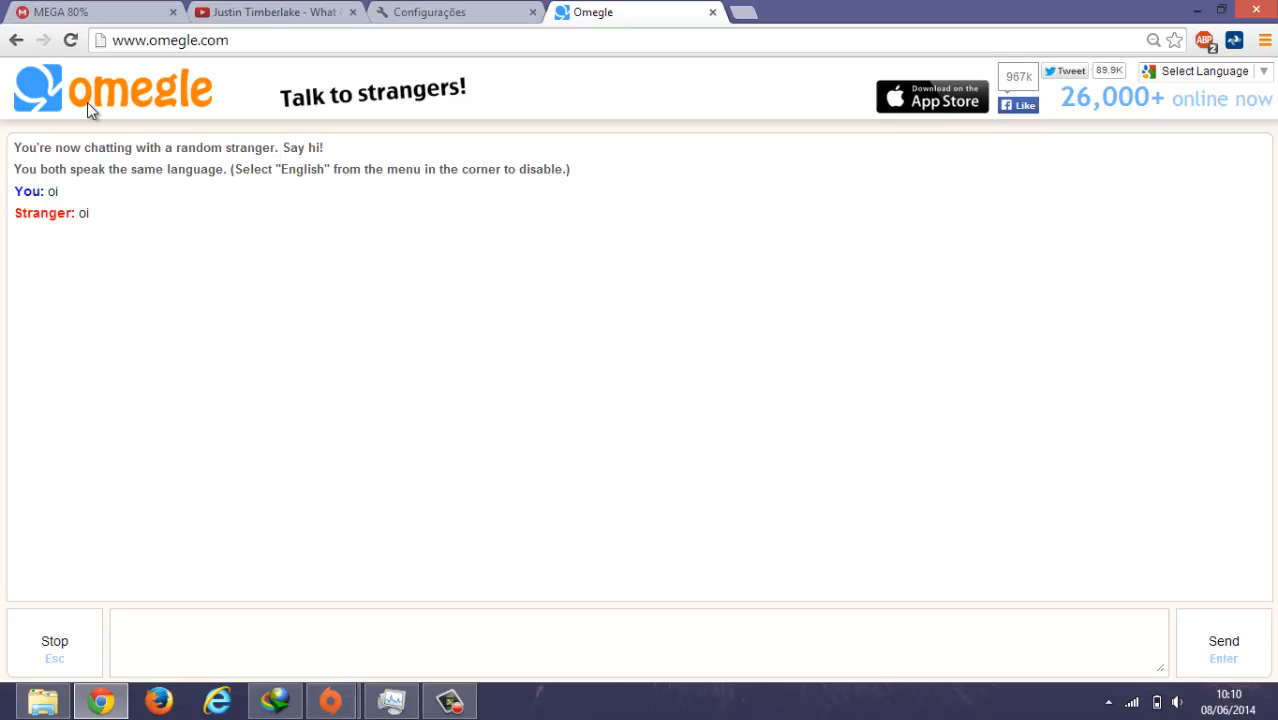 MEGA 80%
Justin Timberlake - What
Configurações
Omegle
www.omegle.com
ABP
2
omegle
Talk to strangers!
Download on the
App Store
967k
Like
Tweet
89.9K
Select Language
26,000+ online now
You're now chatting with a random stranger. Say hi!
You both speak the same language. (Select "English" from the menu in the corner to disable.)
You: oi
Stranger: oi
Stop
Esc
Send
Enter
10:10
08/06/2014